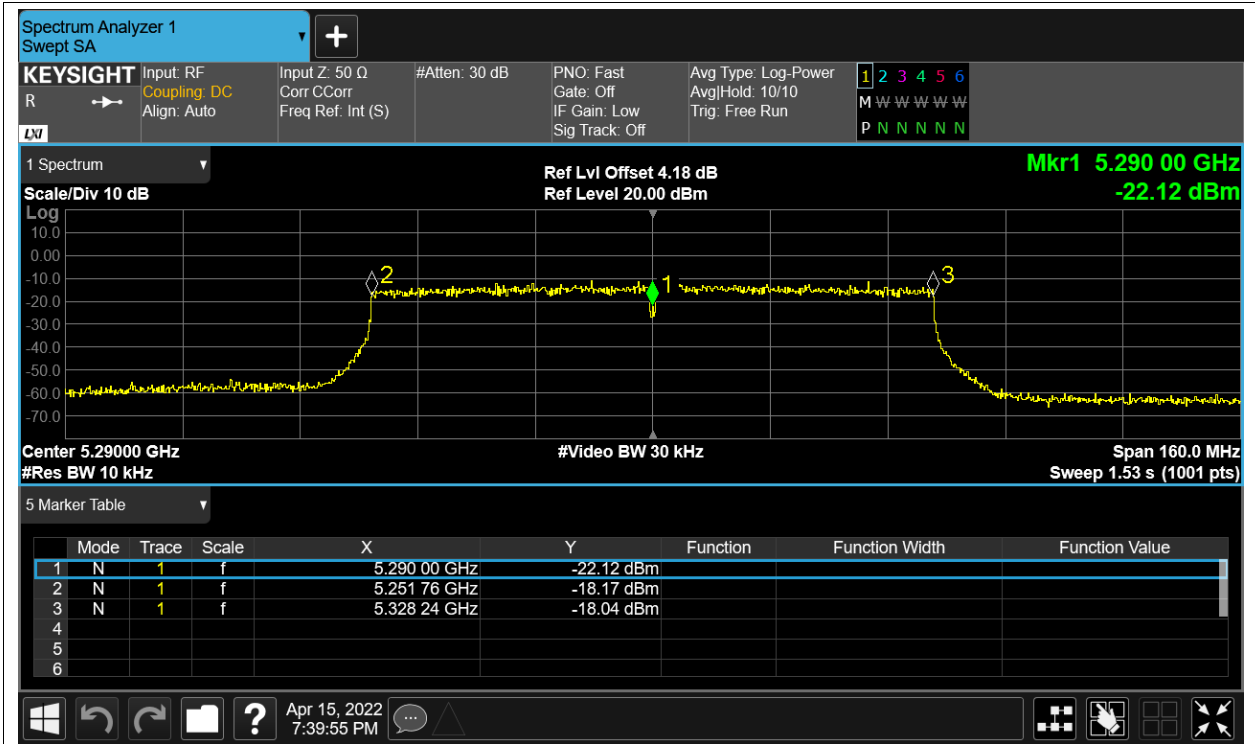 Spectrum Analyzer 1
Swept SA
KEYSIGHT Input: RF Input Z: 50 Ω #Atten: 30 dB PNO: Fast Avg Type: Log-Power 1 2 3 4 5 6
R Coupling: DC Corr CCorr Gate: Off Avg|Hold: 10/10 M W W W W W
Align: Auto Freq Ref: Int (S) IF Gain: Low Trig: Free Run
LXI Sig Track: Off P N N N N N
1 Spectrum Ref Lvl Offset 4.18 dB Mkr1 5.290 00 GHz
Scale/Div 10 dB Ref Level 20.00 dBm -22.12 dBm
Log
10.0
0.00
-10.0 2 1 3
-20.0
-30.0
-40.0
-50.0
-60.0
-70.0
Center 5.29000 GHz #Video BW 30 kHz Span 160.0 MHz
#Res BW 10 kHz Sweep 1.53 s (1001 pts)
5 Marker Table
Mode Trace Scale X Y Function Function Width Function Value
1 N 1 f 5.290 00 GHz -22.12 dBm
2 N 1 f 5.251 76 GHz -18.17 dBm
3 N 1 f 5.328 24 GHz -18.04 dBm
4
5
6
? Apr 15, 2022
7:39:55 PM